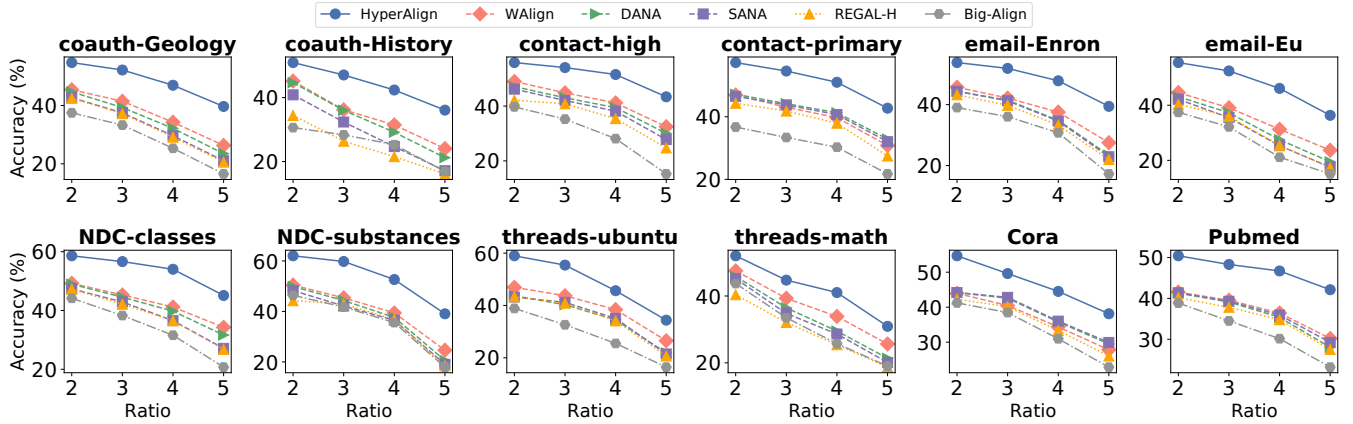 HyperAlign WAlign DANA SANA REGAL-H Big-Align
coauth-Geology coauth-History contact-high contact-primary email-Enron email-Eu
Accuracy (%)
40
20
2 3 4 5
40
20
2 3 4 5
40
20
2 3 4 5
40
20
2 3 4 5
40
20
2 3 4 5
40
20
2 3 4 5
NDC-classes NDC-substances threads-ubuntu threads-math Cora Pubmed
Accuracy (%)
60
40
20
2 3 4 5
Ratio
60
40
20
2 3 4 5
Ratio
60
40
20
2 3 4 5
Ratio
40
20
2 3 4 5
Ratio
50
40
30
2 3 4 5
Ratio
50
40
30
2 3 4 5
Ratio